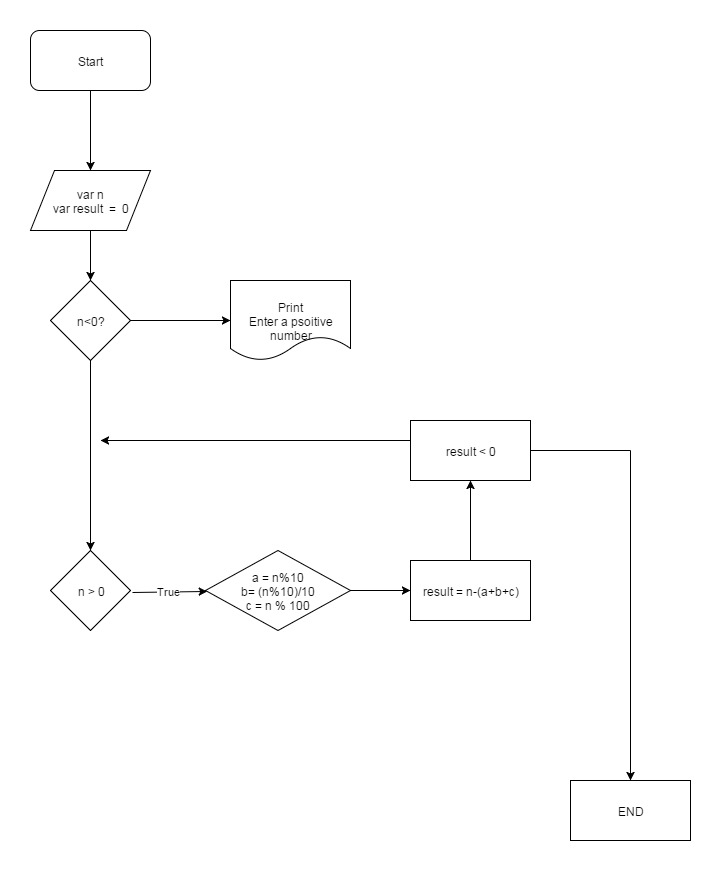 Start
var n
var result = 0
n<0?
Print
Enter a psoitive
number
result < 0
n > 0
True
a = n%10
b= (n%10)/10
c = n % 100
result = n-(a+b+c)
END